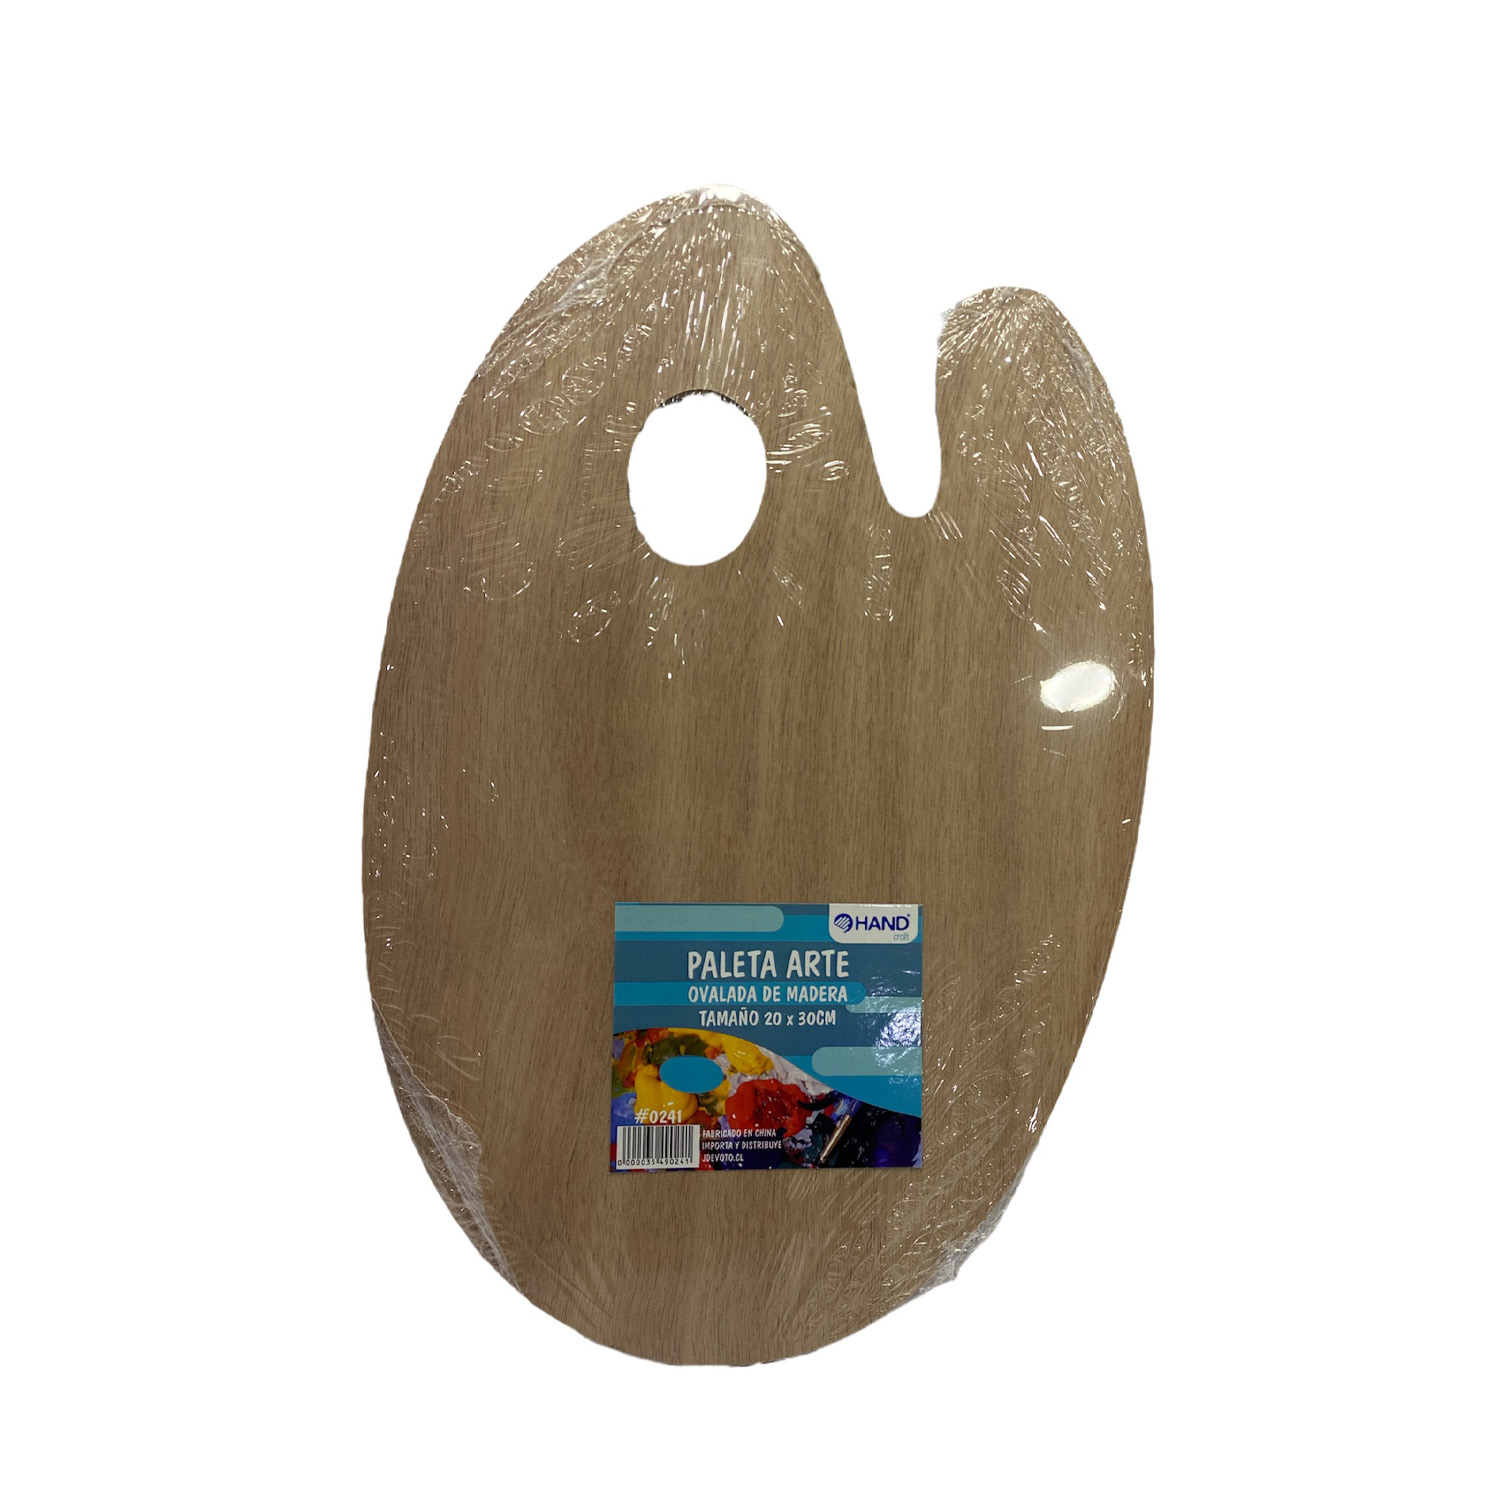 HAND®
craft
PALETA ARTE
OVALADA DE MADERA
TAMAÑO 20 x 30CM
#0241
FABRICADO EN CHINA
IMPORTA Y DISTRIBUYE
JDEVOTO.CL
0 000035 490241